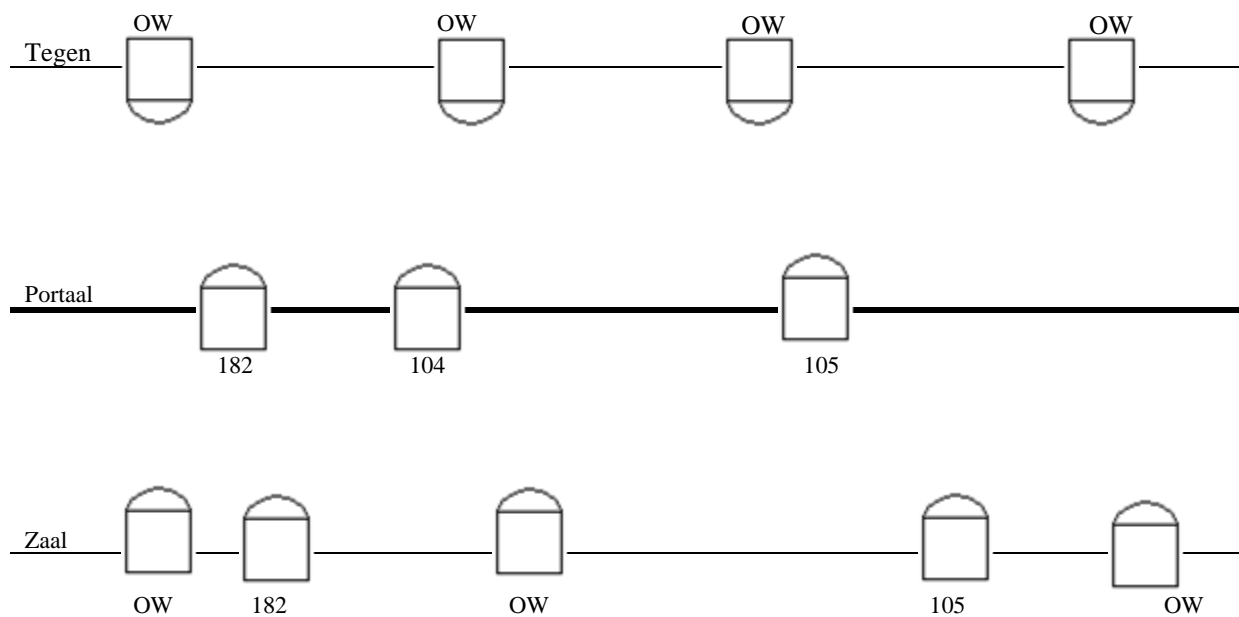 OW OW OW OW
Tegen
Portaal
182 104 105
Zaal
OW 182 OW 105 OW